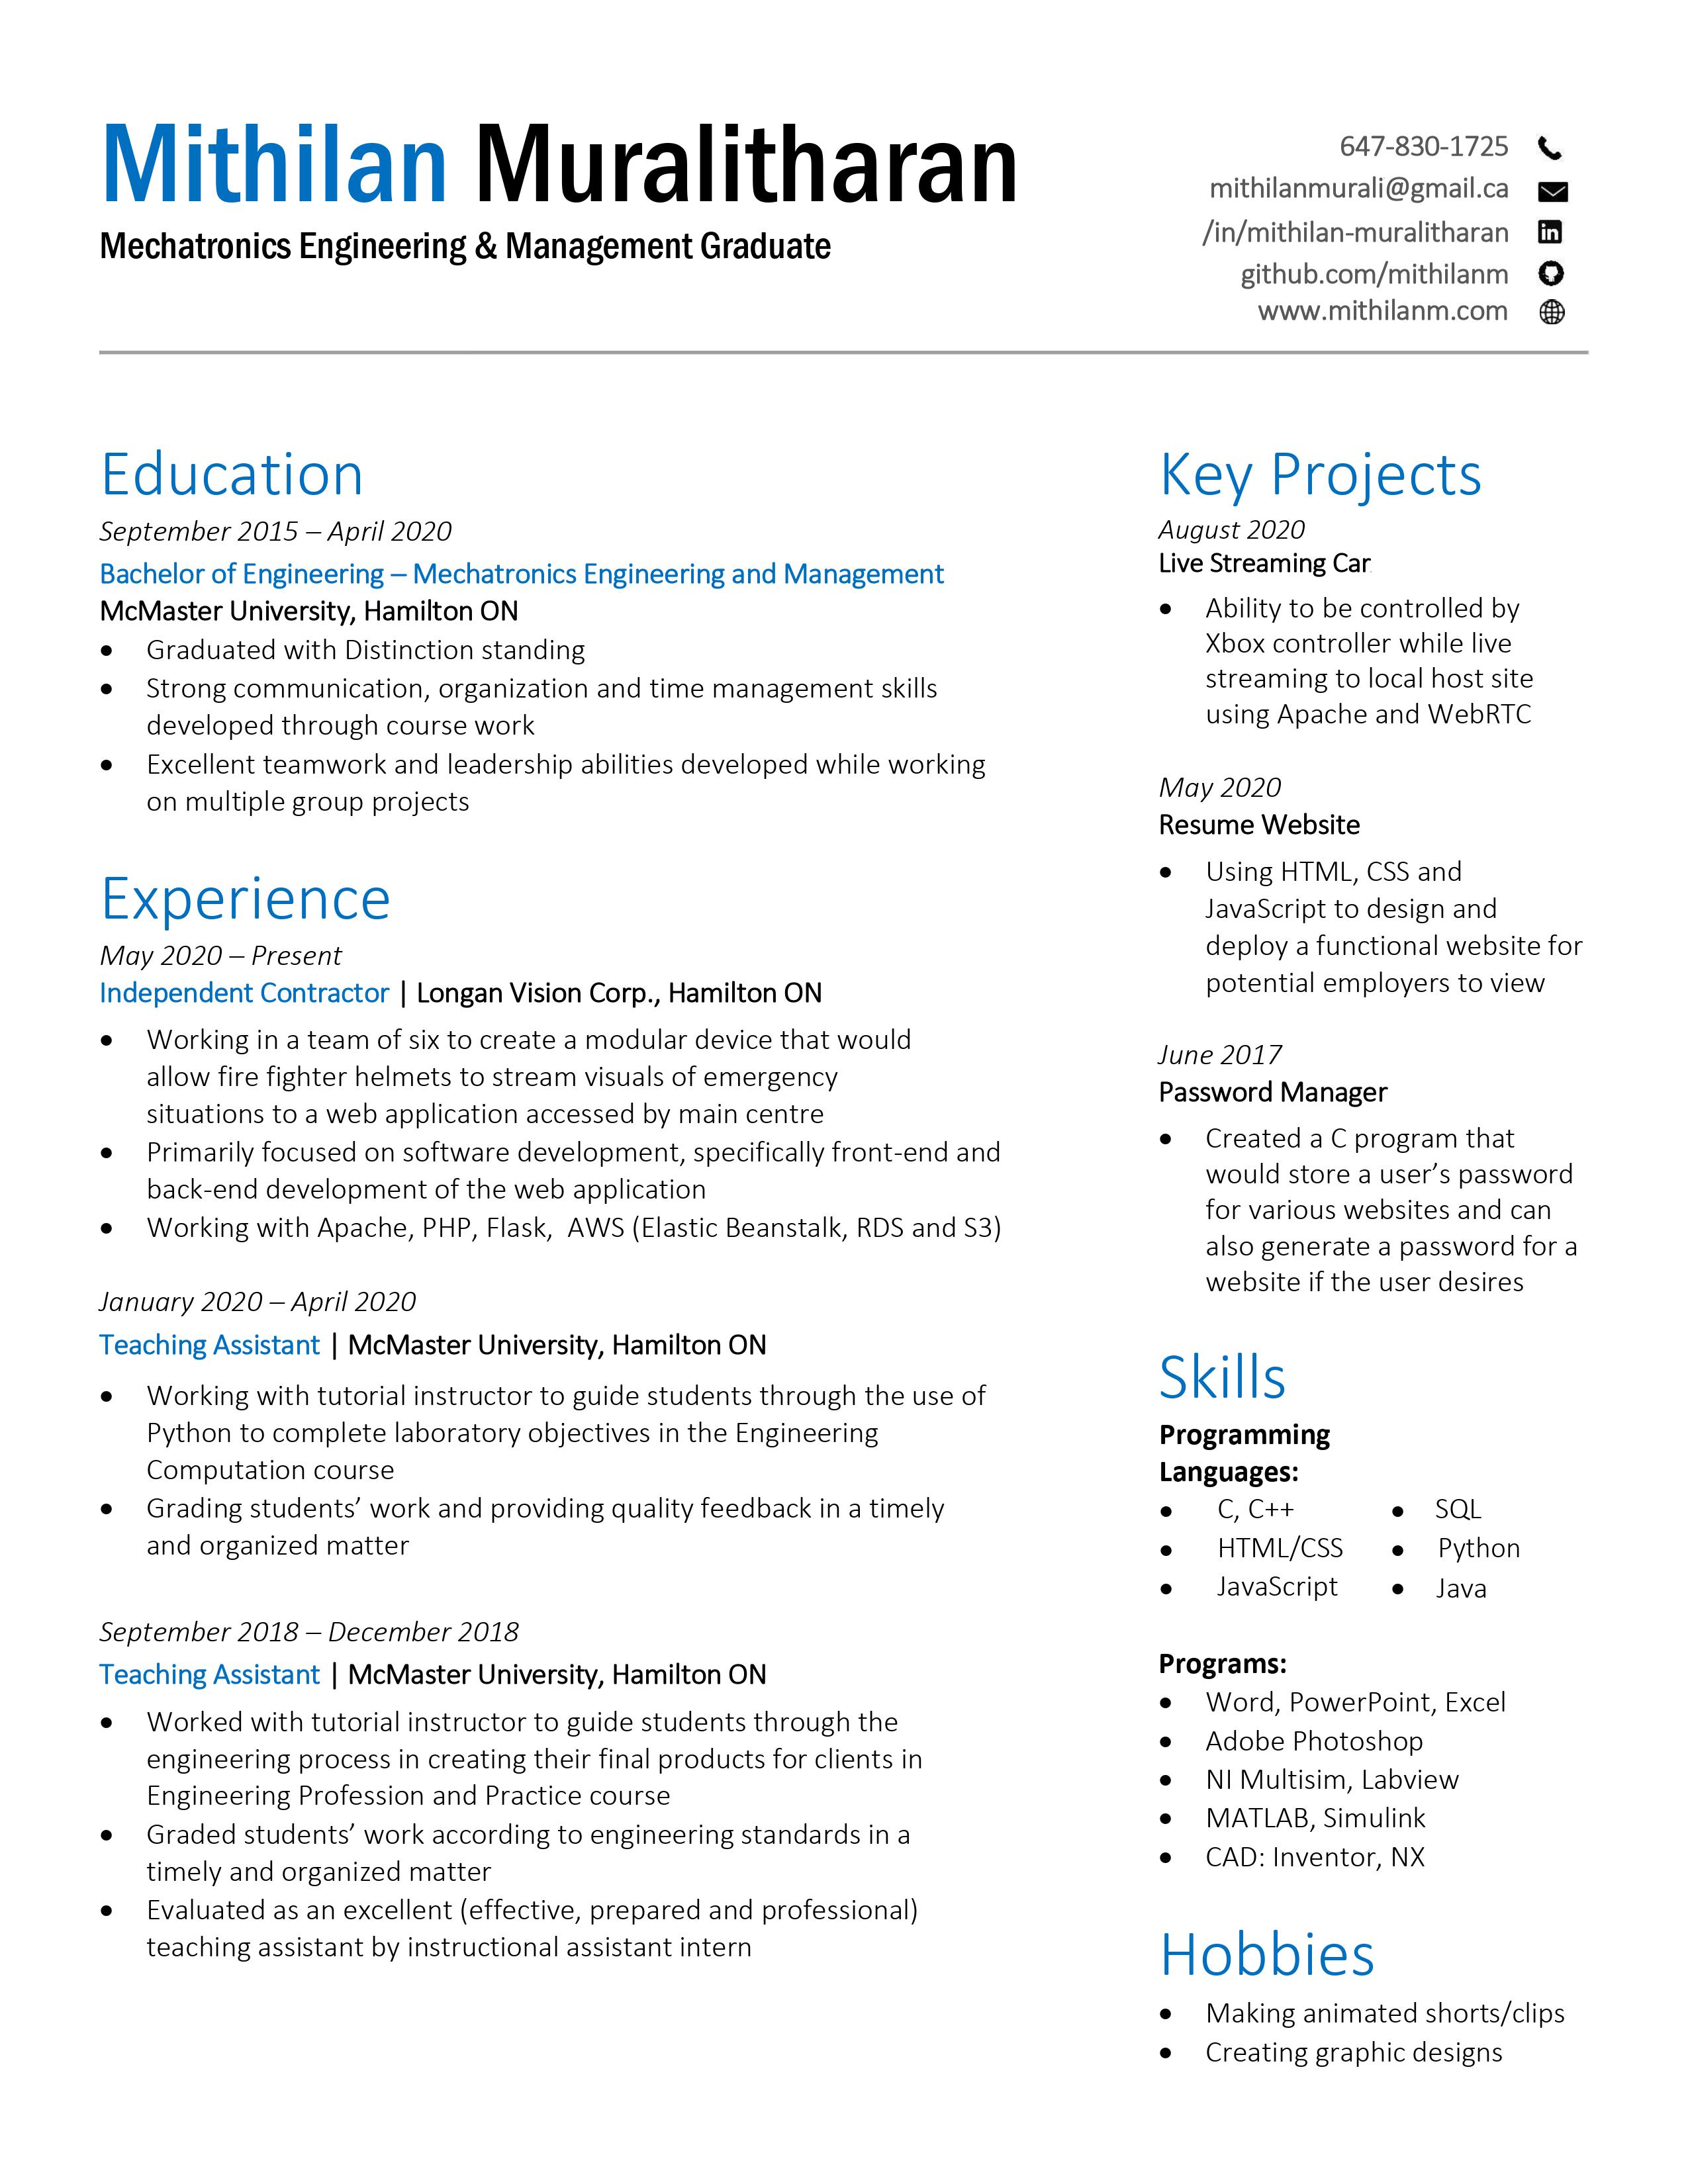 Mithilan Muralitharan
Mechatronics Engineering & Management Graduate
647-830-1725
mithilanmurali@gmail.ca
/in/mithilan-muralitharan
github.com/mithilanm
www.mithilanm.com
Education
September 2015 – April 2020
Bachelor of Engineering – Mechatronics Engineering and Management
McMaster University, Hamilton ON
• Graduated with Distinction standing
• Strong communication, organization and time management skills
developed through course work
• Excellent teamwork and leadership abilities developed while working
on multiple group projects
Experience
May 2020 – Present
Independent Contractor | Longan Vision Corp., Hamilton ON
• Working in a team of six to create a modular device that would
allow fire fighter helmets to stream visuals of emergency
situations to a web application accessed by main centre
• Primarily focused on software development, specifically front-end and
back-end development of the web application
• Working with Apache, PHP, Flask,  AWS (Elastic Beanstalk, RDS and S3)
January 2020 – April 2020
Teaching Assistant | McMaster University, Hamilton ON
• Working with tutorial instructor to guide students through the use of
Python to complete laboratory objectives in the Engineering
Computation course
• Grading students’ work and providing quality feedback in a timely
and organized matter
September 2018 – December 2018
Teaching Assistant | McMaster University, Hamilton ON
• Worked with tutorial instructor to guide students through the
engineering process in creating their final products for clients in
Engineering Profession and Practice course
• Graded students’ work according to engineering standards in a
timely and organized matter
• Evaluated as an excellent (effective, prepared and professional)
teaching assistant by instructional assistant intern
Key Projects
August 2020
Live Streaming Car
• Ability to be controlled by
Xbox controller while live
streaming to local host site
using Apache and WebRTC
May 2020
Resume Website
• Using HTML, CSS and
JavaScript to design and
deploy a functional website for
potential employers to view
June 2017
Password Manager
• Created a C program that
would store a user’s password
for various websites and can
also generate a password for a
website if the user desires
Skills
Programming
Languages:
• C, C++ • SQL
• HTML/CSS • Python
• JavaScript • Java
Programs:
• Word, PowerPoint, Excel
• Adobe Photoshop
• NI Multisim, Labview
• MATLAB, Simulink
• CAD: Inventor, NX
Hobbies
• Making animated shorts/clips
• Creating graphic designs